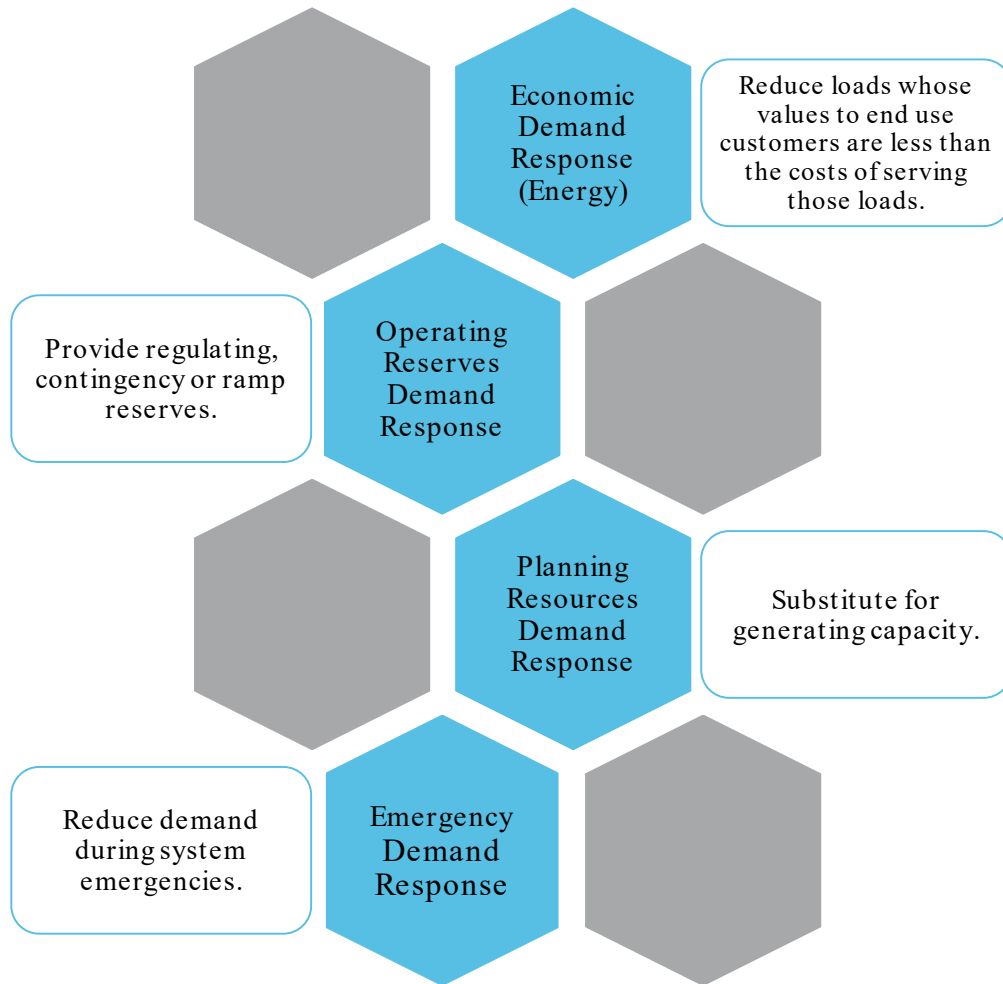 Economic
Demand
Response
(Energy)
Reduce loads whose
values to end use
customers are less than
the costs of serving
those loads.
Provide regulating,
contingency or ramp
reserves.
Operating
Reserves
Demand
Response
Planning
Resources
Demand
Response
Substitute for
generating capacity.
Reduce demand
during system
emergencies.
Emergency
Demand
Response